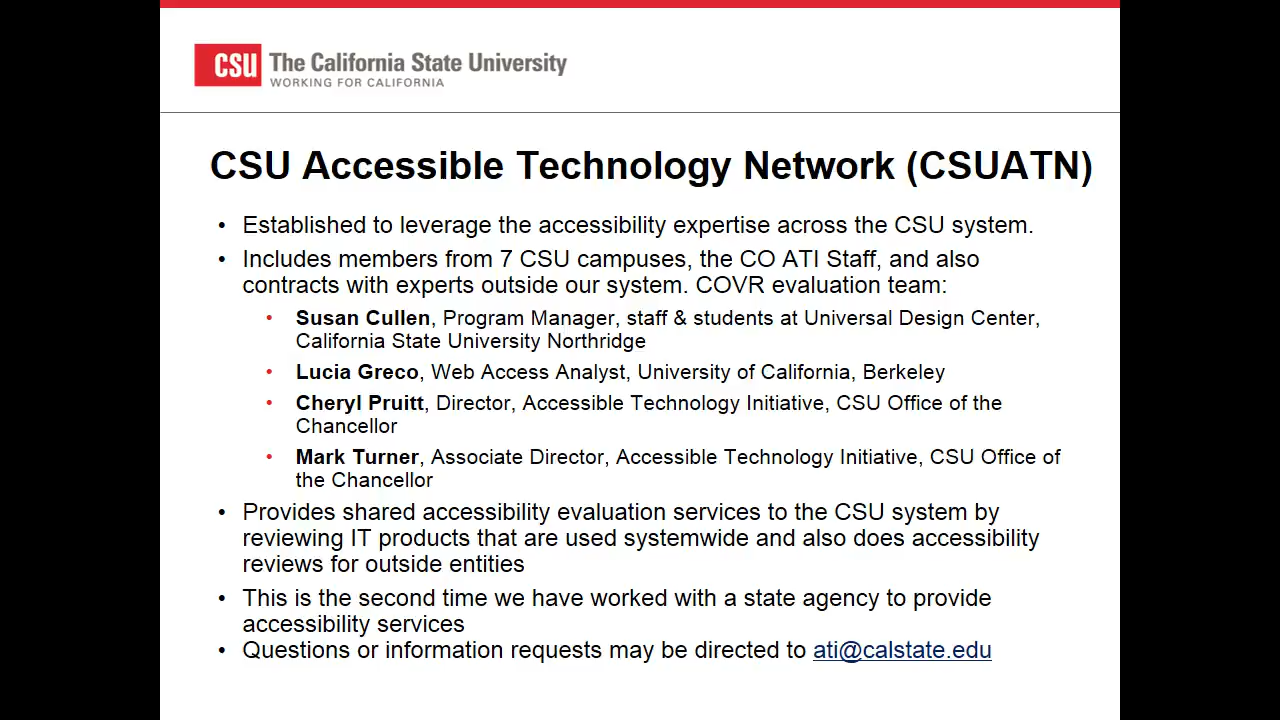 CSU The California State University
WORKING FOR CALIFORNIA
CSU Accessible Technology Network (CSUATN)
• Established to leverage the accessibility expertise across the CSU system.
• Includes members from 7 CSU campuses, the CO ATI Staff, and also
contracts with experts outside our system. COVR evaluation team:
• Susan Cullen, Program Manager, staff & students at Universal Design Center,
California State University Northridge
• Lucia Greco, Web Access Analyst, University of California, Berkeley
• Cheryl Pruitt, Director, Accessible Technology Initiative, CSU Office of the
Chancellor
• Mark Turner, Associate Director, Accessible Technology Initiative, CSU Office of
the Chancellor
• Provides shared accessibility evaluation services to the CSU system by
reviewing IT products that are used systemwide and also does accessibility
reviews for outside entities
• This is the second time we have worked with a state agency to provide
accessibility services
• Questions or information requests may be directed to ati@calstate.edu